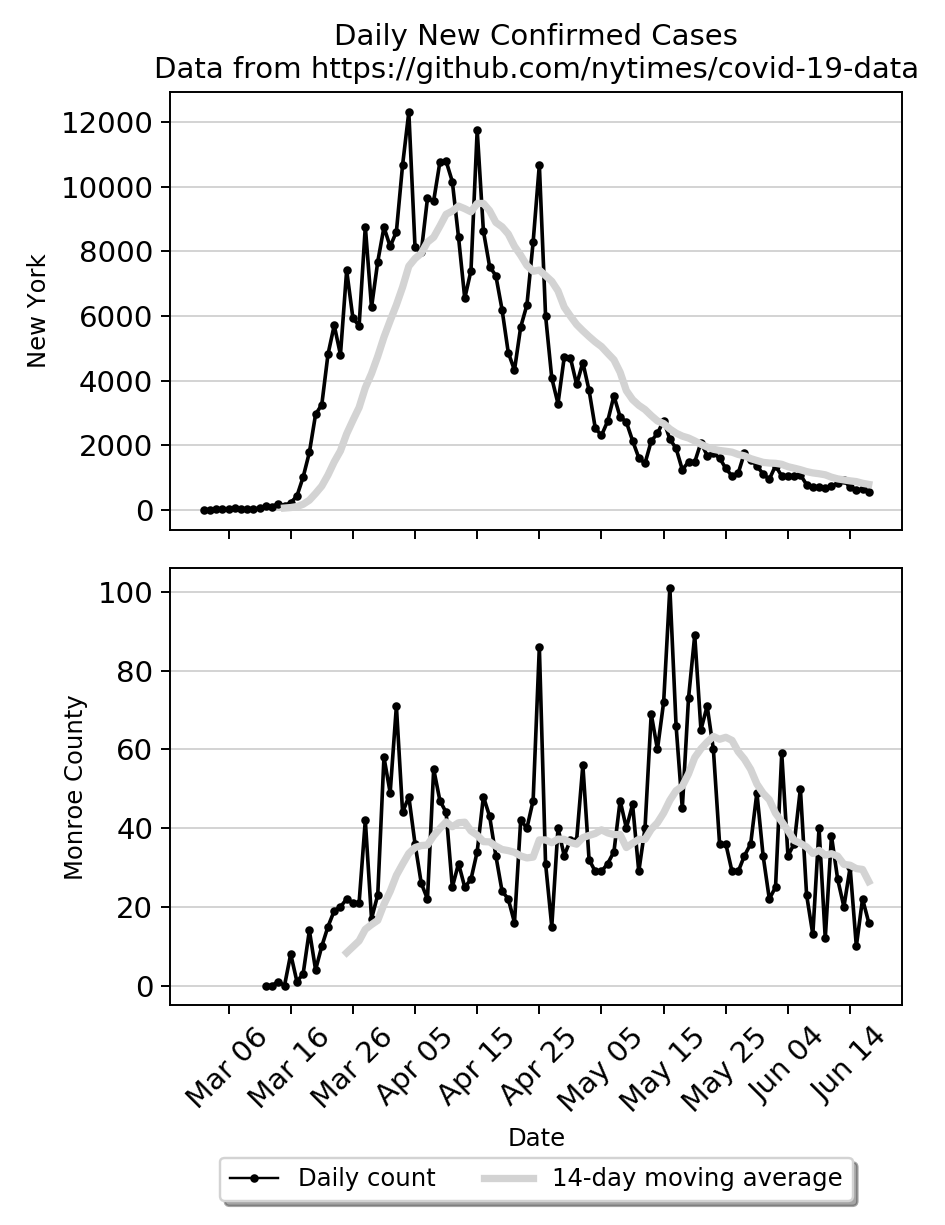 Daily New Confirmed Cases
Data from https://github.com/nytimes/covid-19-data
12000
10000
8000
6000
4000
2000
0
New York
100
80
60
40
20
0
Monroe County
Mar 06
Mar 16
Mar 26
Apr 05
Apr 15
Apr 25
May 05
May 15
May 25
Jun 04
Jun 14
Date
Daily count
14-day moving average